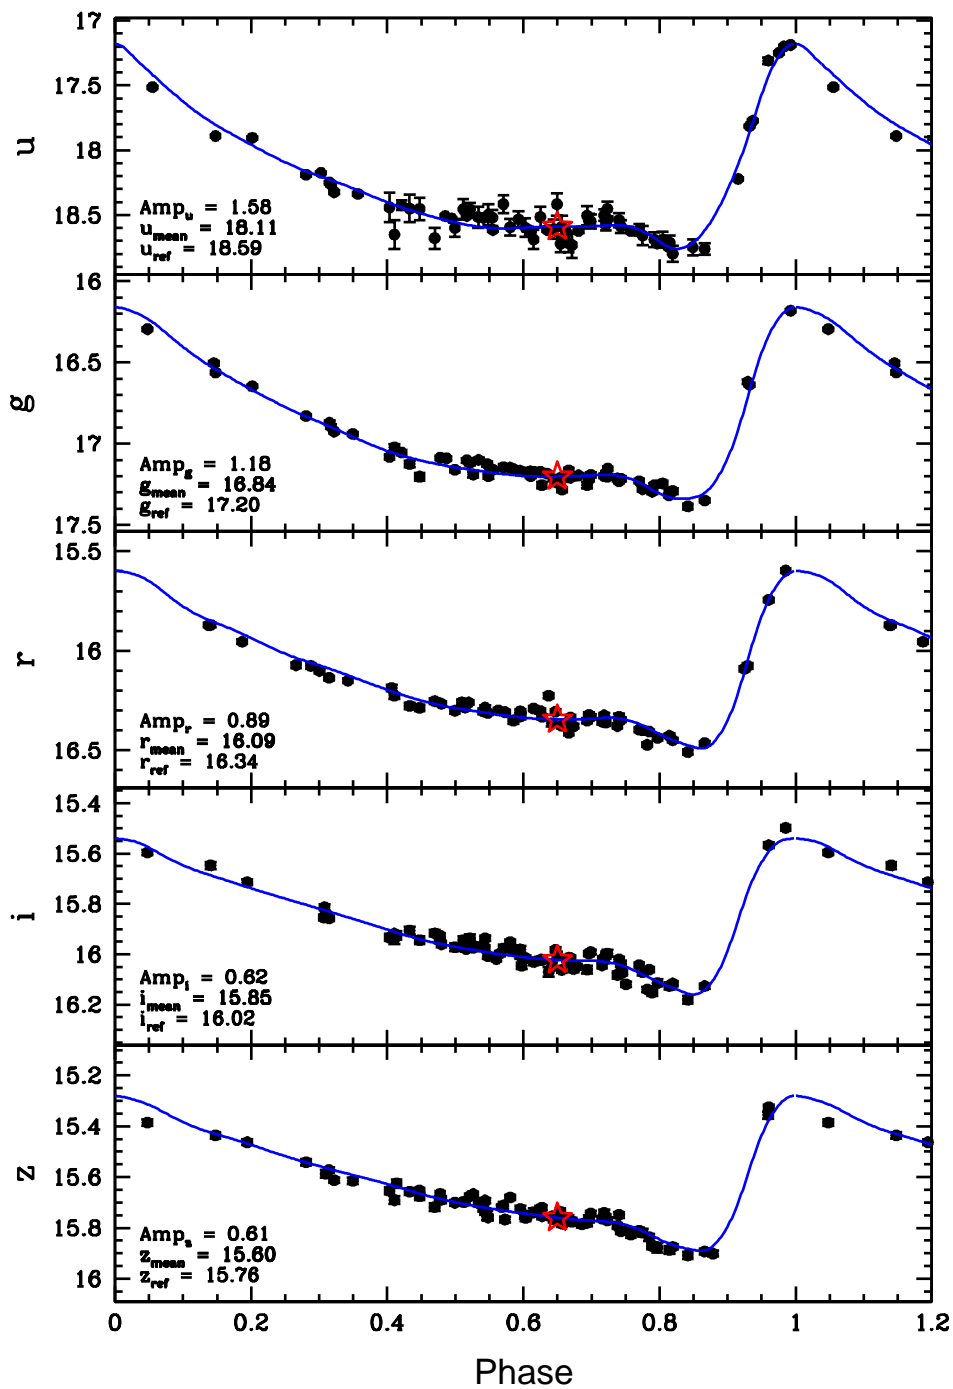 17
17.5
18
18.5
u
Amp_u = 1.58
u_mean = 18.11
u_ref = 18.59
16
16.5
17
17.5
g
Amp_g = 1.18
g_mean = 16.84
g_ref = 17.20
15.5
16
16.5
r
Amp_r = 0.89
r_mean = 16.09
r_ref = 16.34
15.4
15.6
15.8
16
16.2
i
Amp_i = 0.62
i_mean = 15.85
i_ref = 16.02
15.2
15.4
15.6
15.8
16
z
Amp_z = 0.61
z_mean = 15.60
z_ref = 15.76
0 0.2 0.4 0.6 0.8 1 1.2
Phase